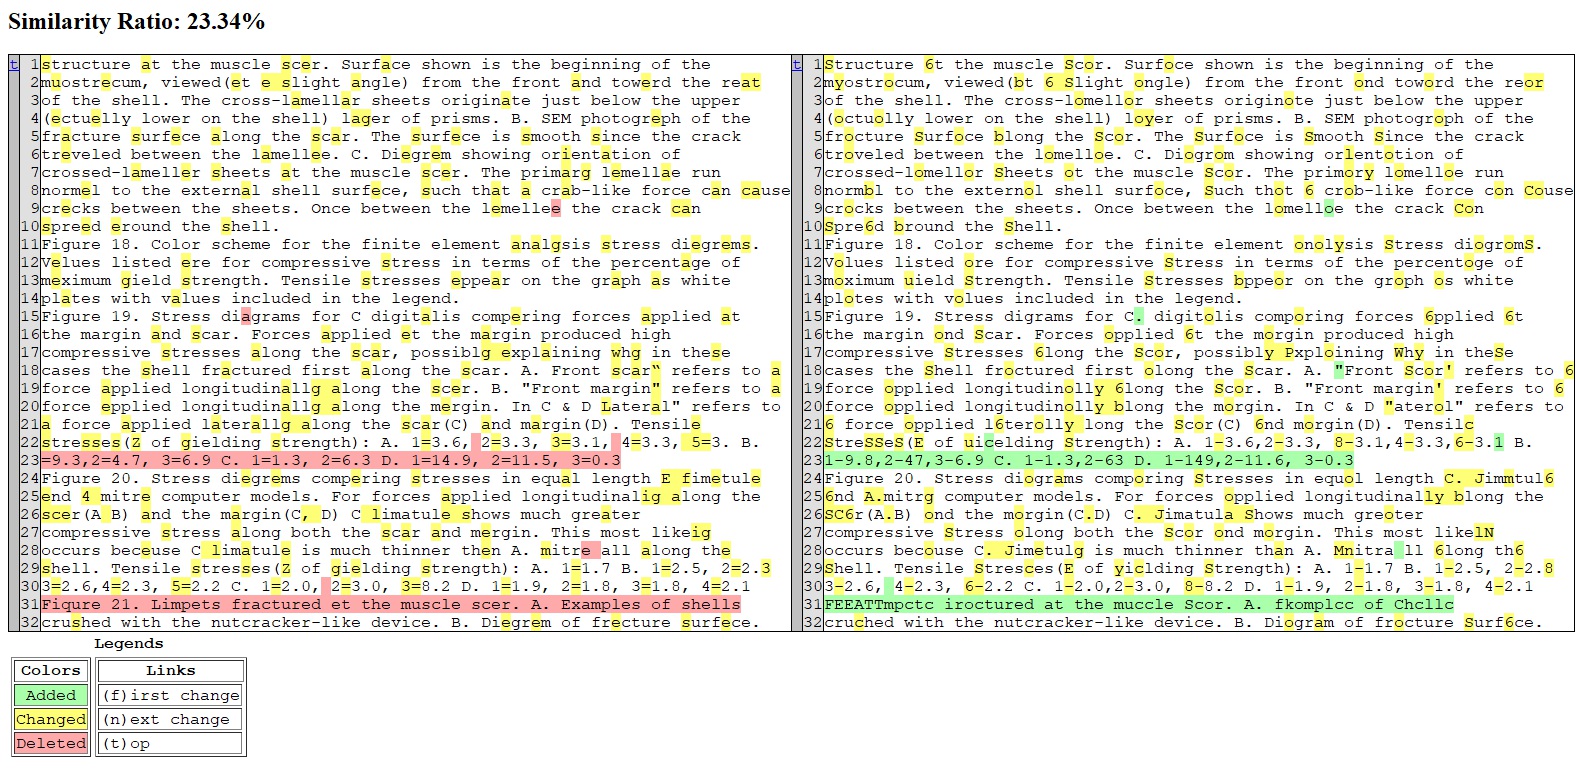 Similarity Ratio: 23.34%
t 1 structure at the muscle scer. Surface shown is the beginning of the
2 muostrecum, viewed(et e slight angle) from the front and towerd the reat
3 of the shell. The cross-lamellar sheets originate just below the upper
4 (ectuelly lower on the shell) lager of prisms. B. SEM photogreph of the
5 fracture surfece along the scar. The surfece is smooth since the crack
6 treveled between the lamellee. C. Diegrem showing orientation of
7 crossed-lameller sheets at the muscle scer. The primarg lemellae run
8 normel to the external shell surfece, such that a crab-like force can cause
9 crecks between the sheets. Once between the lemellee the crack can
10 spreed eround the shell.
11 Figure 18. Color scheme for the finite element analgsis stress diegrems.
12 Velues listed ere for compressive stress in terms of the percentage of
13 meximum gield strength. Tensile stresses eppear on the graph as white
14 plates with values included in the legend.
15 Figure 19. Stress diagrams for C digitalis compering forces applied at
16 the margin and scar. Forces applied et the margin produced high
17 compressive stresses along the scar, possiblg explaining whg in these
18 cases the shell fractured first along the scar. A. Front scar“ refers to a
19 force applied longitudinallg along the scer. B. "Front margin" refers to a
20 force epplied longitudinallg along the mergin. In C & D Lateral" refers to
21 a force applied laterallg along the scar(C) and margin(D). Tensile
22 stresses(Z of gielding strength): A. 1=3.6, 2=3.3, 3=3.1, 4=3.3, 5=3. B.
23 =9.3,2=4.7, 3=6.9 C. 1=1.3, 2=6.3 D. 1=14.9, 2=11.5, 3=0.3
24 Figure 20. Stress diegrems compering stresses in equal length E fimetule
25 end 4 mitre computer models. For forces applied longitudinalig along the
26 scer(A B) and the margin(C, D) C limatule shows much greater
27 compressive stress along both the scar and mergin. This most likeig
28 occurs beceuse C limatule is much thinner then A. mitre all along the
29 shell. Tensile stresses(Z of gielding strength): A. 1=1.7 B. 1=2.5, 2=2.3
30 3=2.6,4=2.3, 5=2.2 C. 1=2.0, 2=3.0, 3=8.2 D. 1=1.9, 2=1.8, 3=1.8, 4=2.1
31 Figure 21. Limpets fractured et the muscle scer. A. Examples of shells
32 crushed with the nutcracker-like device. B. Diegrem of frecture surfece.
t 1 Structure 6t the muscle Scor. Surfoce shown is the beginning of the
2 myostrocum, viewed(bt 6 Slight ongle) from the front ond toword the reor
3 of the shell. The cross-lomellor sheets originote just below the upper
4 (octuolly lower on the shell) loyer of prisms. B. SEM photogroph of the
5 frocture Surfoce blong the Scor. The Surfoce is Smooth Since the crack
6 troveled between the lomelloe. C. Diogrom showing orlentotion of
7 crossed-lomellor Sheets ot the muscle Scor. The primory lomelloe run
8 normbl to the externol shell surfoce, Such thot 6 crob-like force con Couse
9 crocks between the sheets. Once between the lomelloe the crack Con
10 Spre6d bround the Shell.
11 Figure 18. Color scheme for the finite element onolysis Stress diogromS.
12 Volues listed ore for compressive Stress in terms of the percentoge of
13 moximum uield Strength. Tensile Stresses bppeor on the groph os white
14 plotes with volues included in the legend.
15 Figure 19. Stress digrams for C. digitolis comporing forces 6pplied 6t
16 the margin ond Scar. Forces opplied 6t the morgin produced high
17 compressive Stresses 6long the Scor, possibly Pxploining Why in theSe
18 cases the Shell froctured first olong the Scar. A. "Front Scor' refers to 6
19 force opplied longitudinolly 6long the Scor. B. "Front margin' refers to 6
20 force opplied longitudinolly blong the morgin. In C & D "aterol" refers to
21 6 force opplied l6terolly long the Scor(C) 6nd morgin(D). Tensilc
22 StreSSes(E of uicelding Strength): A. 1-3.6,2-3.3, 8-3.1,4-3.3,6-3.1 B.
23 1-9.8,2-47,3-6.9 C. 1-1.3,2-63 D. 1-149,2-11.6, 3-0.3
24 Figure 20. Stress diograms comporing Stresses in equol length C. Jimmtul6
25 6nd A.mitrg computer models. For forces opplied longitudinally blong the
26 SC6r(A.B) ond the morgin(C.D) C. Jimatula Shows much greoter
27 compressive Stress olong both the Scor ond morgin. This most likelN
28 occurs becouse C. Jimetulg is much thinner than A. Mnitra ll 6long th6
29 Shell. Tensile Stresces(E of yiclding Strength): A. 1-1.7 B. 1-2.5, 2-2.8
30 3-2.6, 4-2.3, 6-2.2 C. 1-2.0,2-3.0, 8-8.2 D. 1-1.9, 2-1.8, 3-1.8, 4-2.1
31 FEEATTmpctc iroctured at the muccle Scor. A. fkomplcc of Chcllc
32 cruched with the nutcracker-like device. B. Diogram of frocture Surf6ce.
Legends
Colors Links
Added (f)irst change
Changed (n)ext change
Deleted (t)op